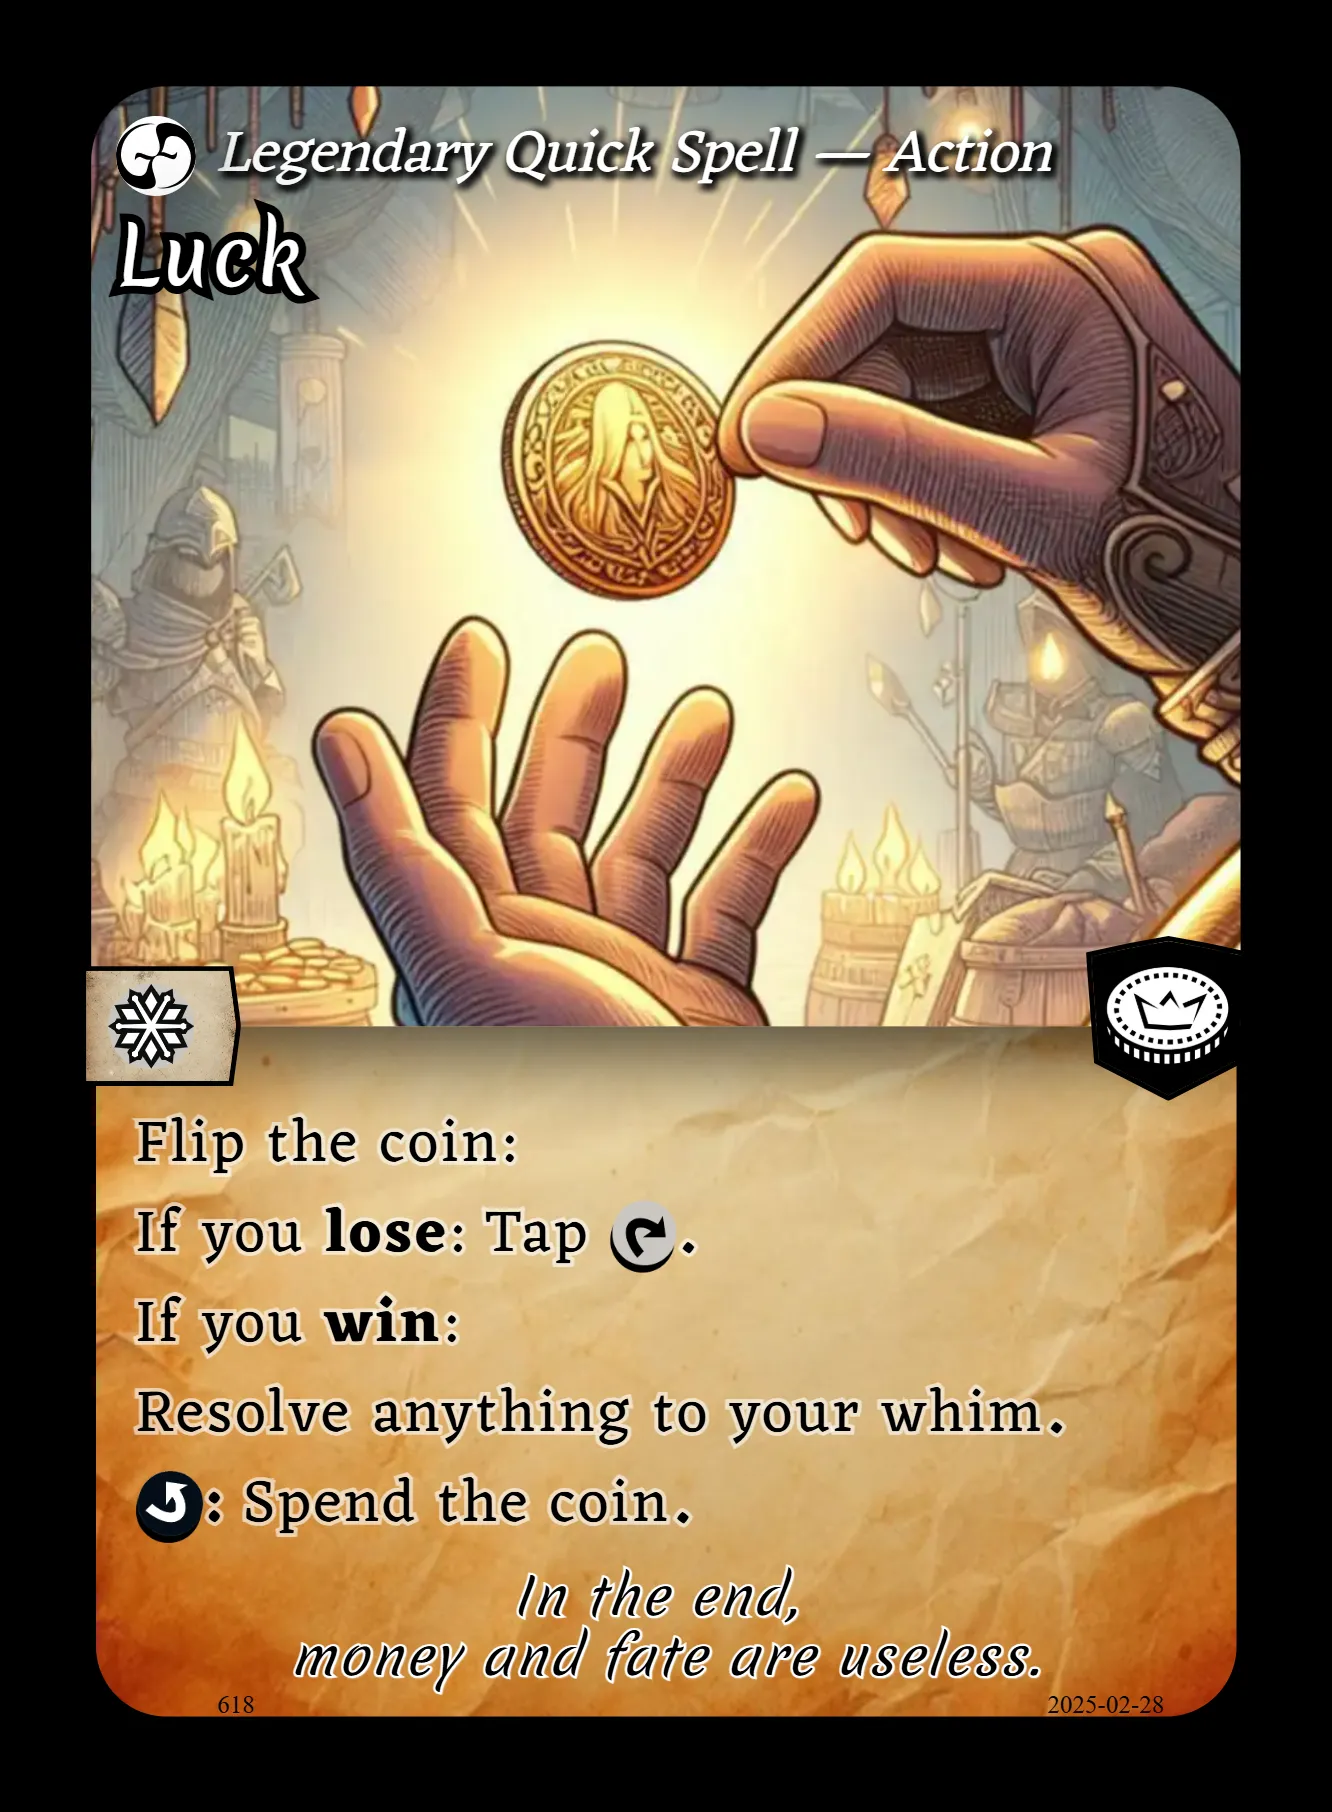 Legendary Quick Spell — Action
Luck
Flip the coin:
If you lose: Tap .
If you win:
Resolve anything to your whim.
: Spend the coin.
In the end,
money and fate are useless.
618
2025-02-28